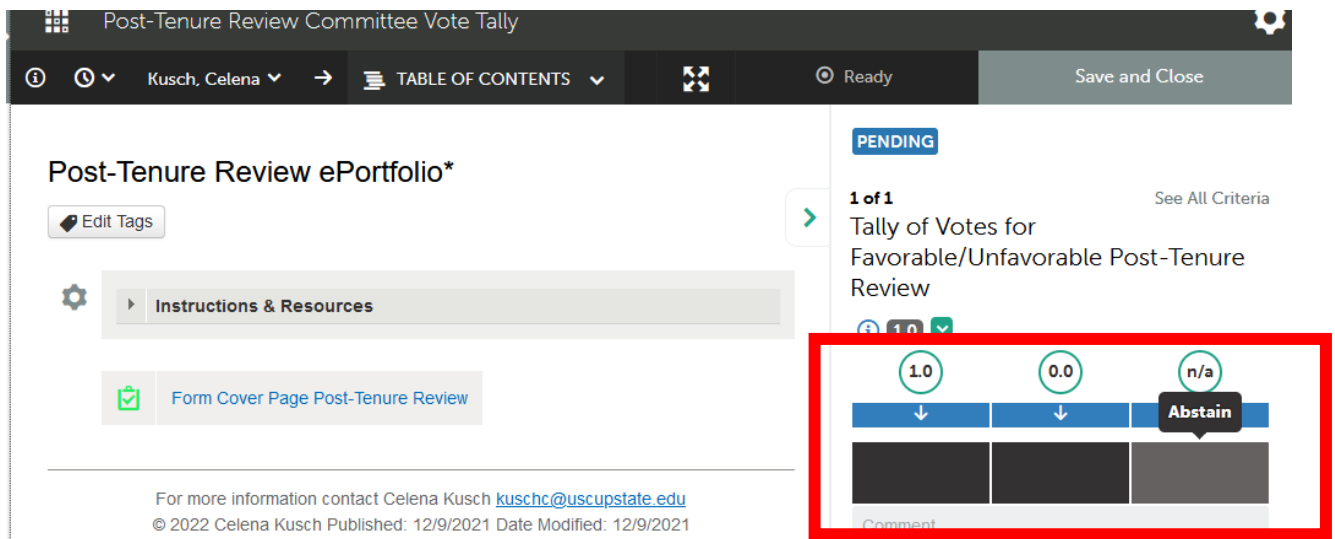 Post-Tenure Review Committee Vote Tally
Kusch, Celena
TABLE OF CONTENTS
Ready
Save and Close
Post-Tenure Review ePortfolio*
Edit Tags
Instructions & Resources
Form Cover Page Post-Tenure Review
For more information contact Celena Kusch kuschc@uscupstate.edu
© 2022 Celena Kusch Published: 12/9/2021 Date Modified: 12/9/2021
PENDING
1 of 1
See All Criteria
Tally of Votes for
Favorable/Unfavorable Post-Tenure
Review
1.0
1.0
0.0
n/a
Abstain
Comment